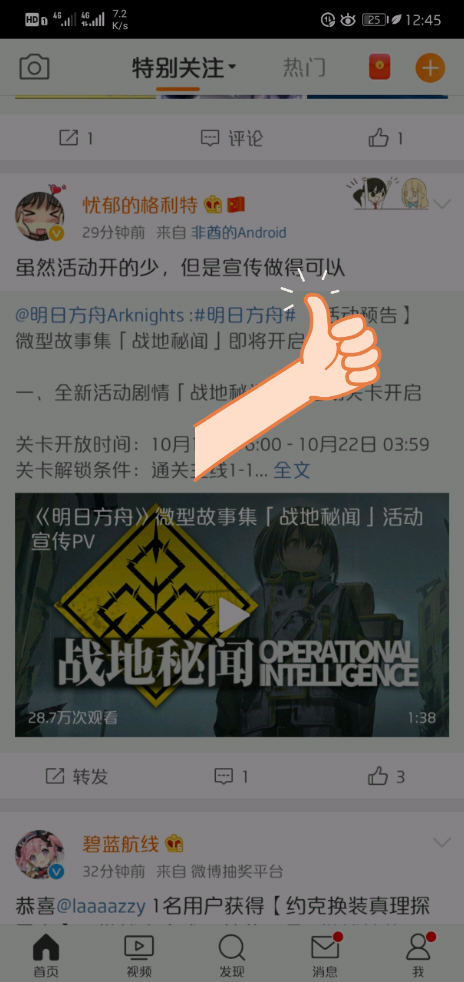 HD 1 4G 4G 7.2 K/s 25 12:45
特别关注 热门
1 评论 1
忧郁的格利特
29分钟前 来自 非酋的Android
虽然活动开的少，但是宣传做得可以
@明日方舟Arknights :#明日方舟# 活动预告】
微型故事集「战地秘闻」即将开启
一、全新活动剧情「战地秘 关卡开启
关卡开放时间：10月1 6:00 - 10月22日 03:59
关卡解锁条件：通关主线1-1... 全文
《明日方舟》微型故事集「战地秘闻」活动
宣传PV
战地秘闻 OPERATIONAL
INTELLIGENCE
28.7万次观看 1:38
转发 1 3
碧蓝航线
32分钟前 来自 微博抽奖平台
恭喜@laaaazzy 1名用户获得【约克换装真理探
首页 视频 发现 消息 我